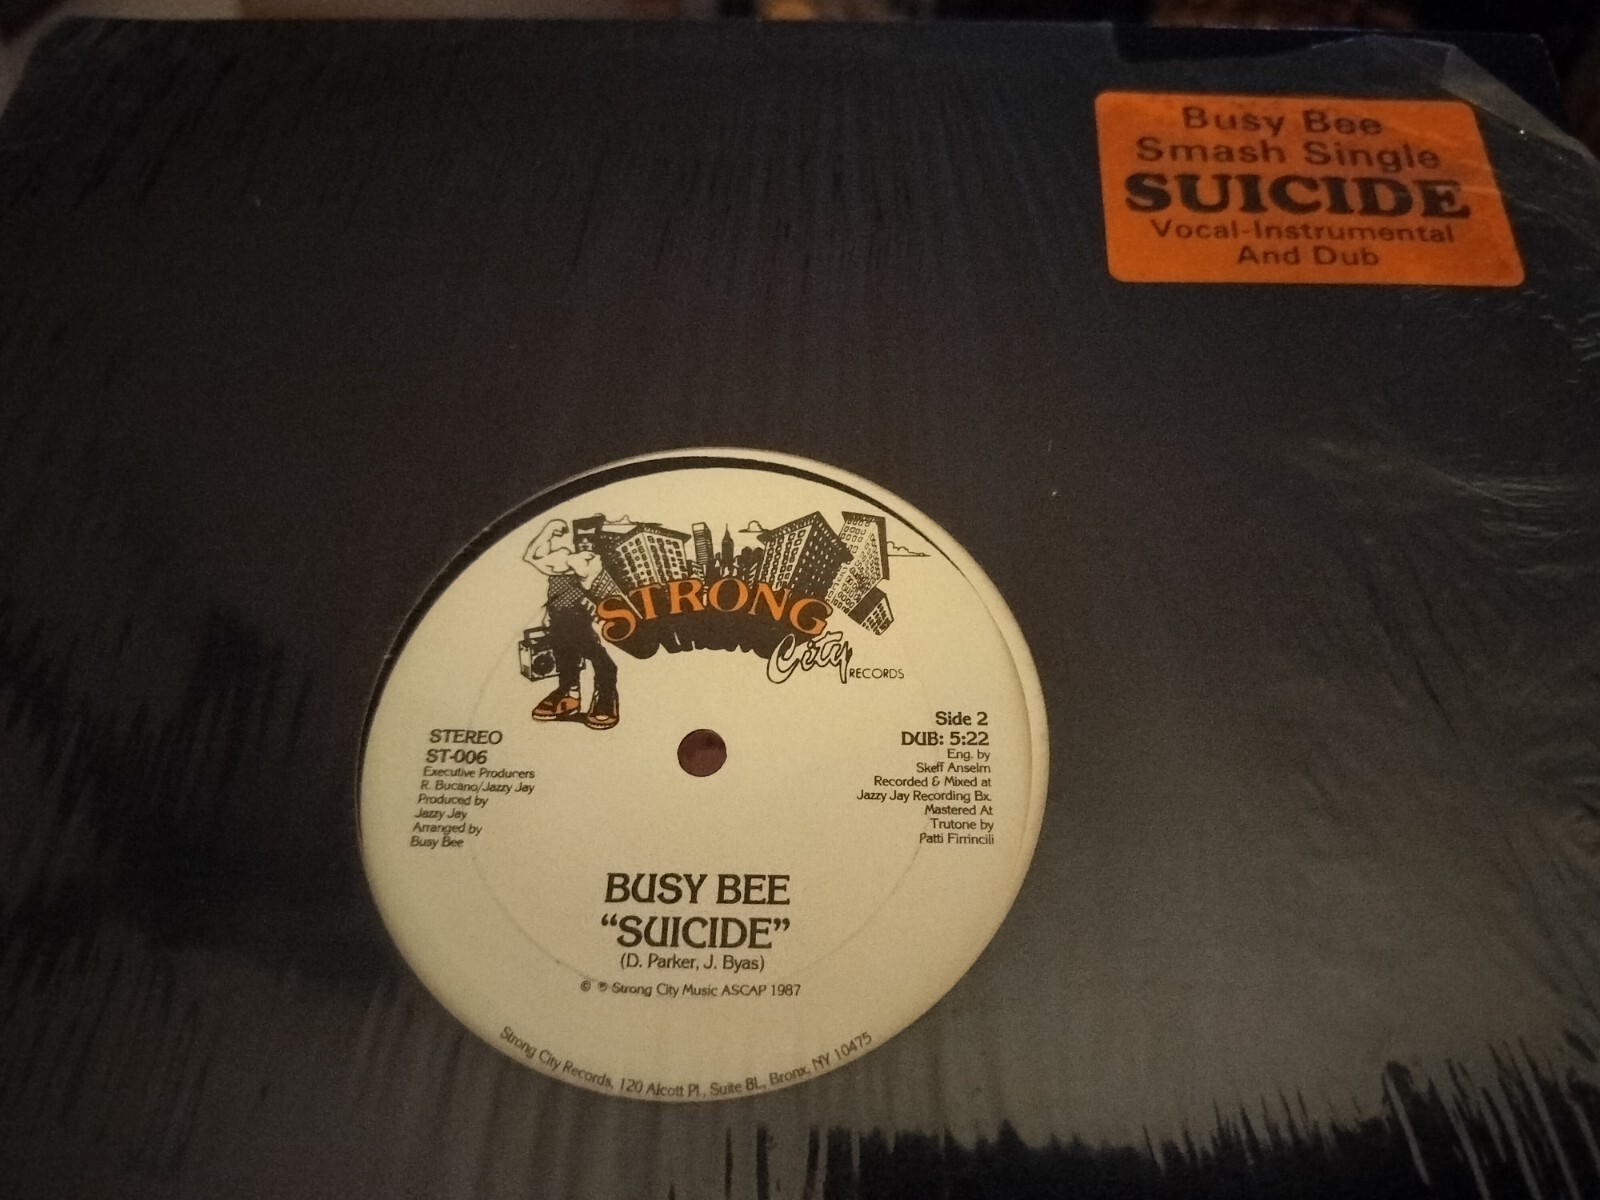 Busy Bee
Smash Single
SUICIDE
Vocal-Instrumental
And Dub
STRONG
City RECORDS
STEREO
ST-006
Executive Producers
R. Bucano/Jazzy Jay
Produced by
Jazzy Jay
Arranged by
Busy Bee
Side 2
DUB: 5:22
Eng. by
Skeff Anselm
Recorded & Mixed at
Jazzy Jay Recording Bx.
Mastered At
Trutone by
Patti Firrincili
BUSY BEE
“SUICIDE”
(D. Parker, J. Byas)
© ℗ Strong City Music ASCAP 1987
Strong City Records, 120 Alcott Pl., Suite 8L, Bronx, NY 10475